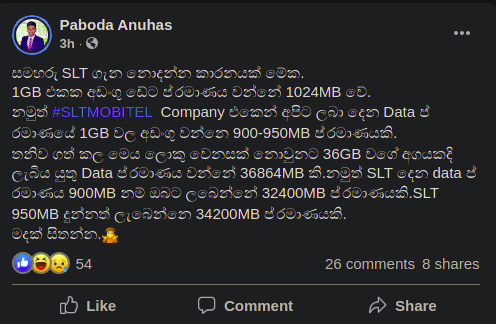 Paboda Anuhas
3h ·
සමහරු SLT ගැන නොදන්න කාරනයක් මේක.
1GB එකක අඩංගු ඩේට ප්‍රමාණය වන්නේ 1024MB වේ.
නමුත් #SLTMOBITEL Company එකෙන් අපිට ලබා දෙන Data ප්‍
රමාණයේ 1GB වල අඩංගු වන්නෙ 900-950MB ප්‍රමාණයකි.
තනිව ගත් කල මෙය ලොකු වෙනසක් නොවුනට 36GB වගේ අගයකදි
ලැබිය යුතු Data ප්‍රමාණය වන්නේ 36864MB කි.නමුත් SLT දෙන data ප්‍
රමාණය 900MB නම් ඔබට ලබෙන්නේ 32400MB ප්‍රමාණයකි.SLT
950MB දුන්නත් ලැබෙන්නෙ 34200MB ප්‍රමාණයකි.
මදක් සිතන්න.🤷
54
26 comments 8 shares
Like Comment Share